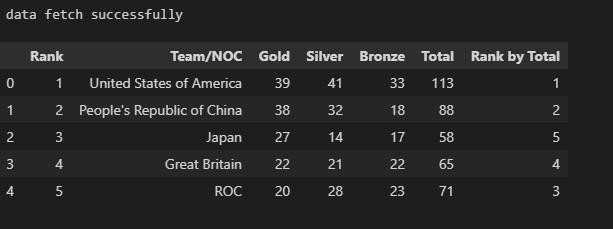 data fetch successfully
Rank Team/NOC Gold Silver Bronze Total Rank by Total
0 1 United States of America 39 41 33 113 1
1 2 People's Republic of China 38 32 18 88 2
2 3 Japan 27 14 17 58 5
3 4 Great Britain 22 21 22 65 4
4 5 ROC 20 28 23 71 3